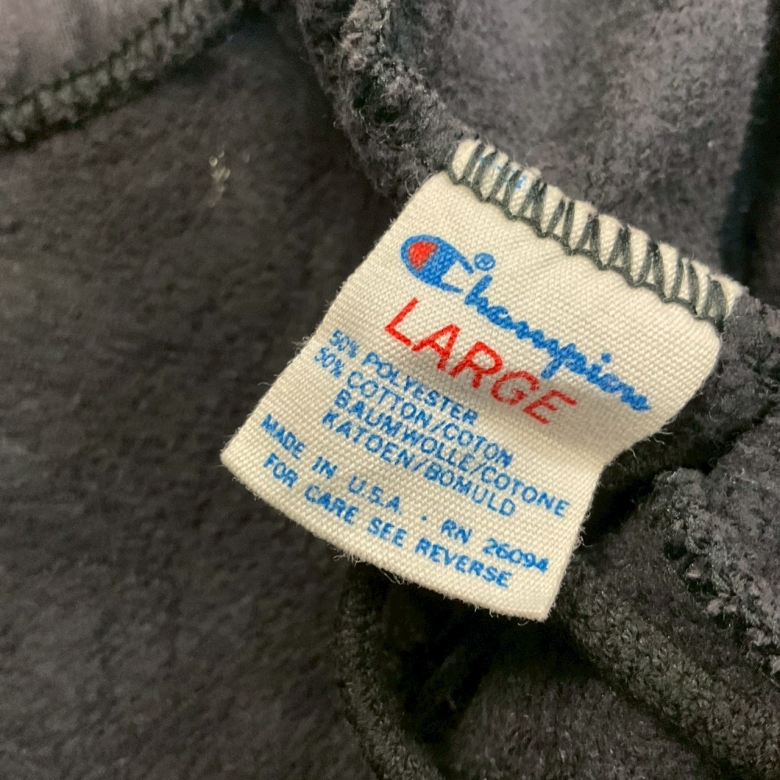 Champion®
LARGE
50% POLYESTER
50% COTTON/COTON
BAUMWOLLE/COTONE
KATOEN/BOMULD
MADE IN U.S.A. · RN 26094
FOR CARE SEE REVERSE